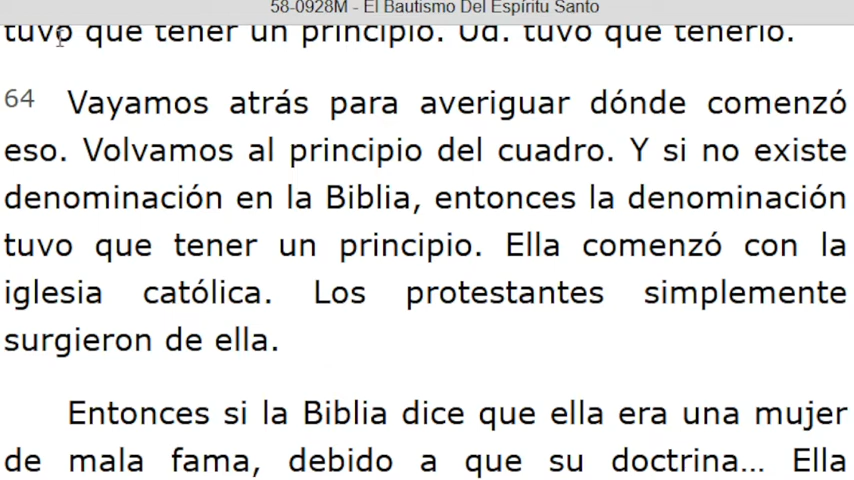 58-0928M - El Bautismo Del Espíritu Santo
tuvo que tener un principio. Ud. tuvo que tenerlo.
64 Vayamos atrás para averiguar dónde comenzó
eso. Volvamos al principio del cuadro. Y si no existe
denominación en la Biblia, entonces la denominación
tuvo que tener un principio. Ella comenzó con la
iglesia católica. Los protestantes simplemente
surgieron de ella.
Entonces si la Biblia dice que ella era una mujer
de mala fama, debido a que su doctrina... Ella